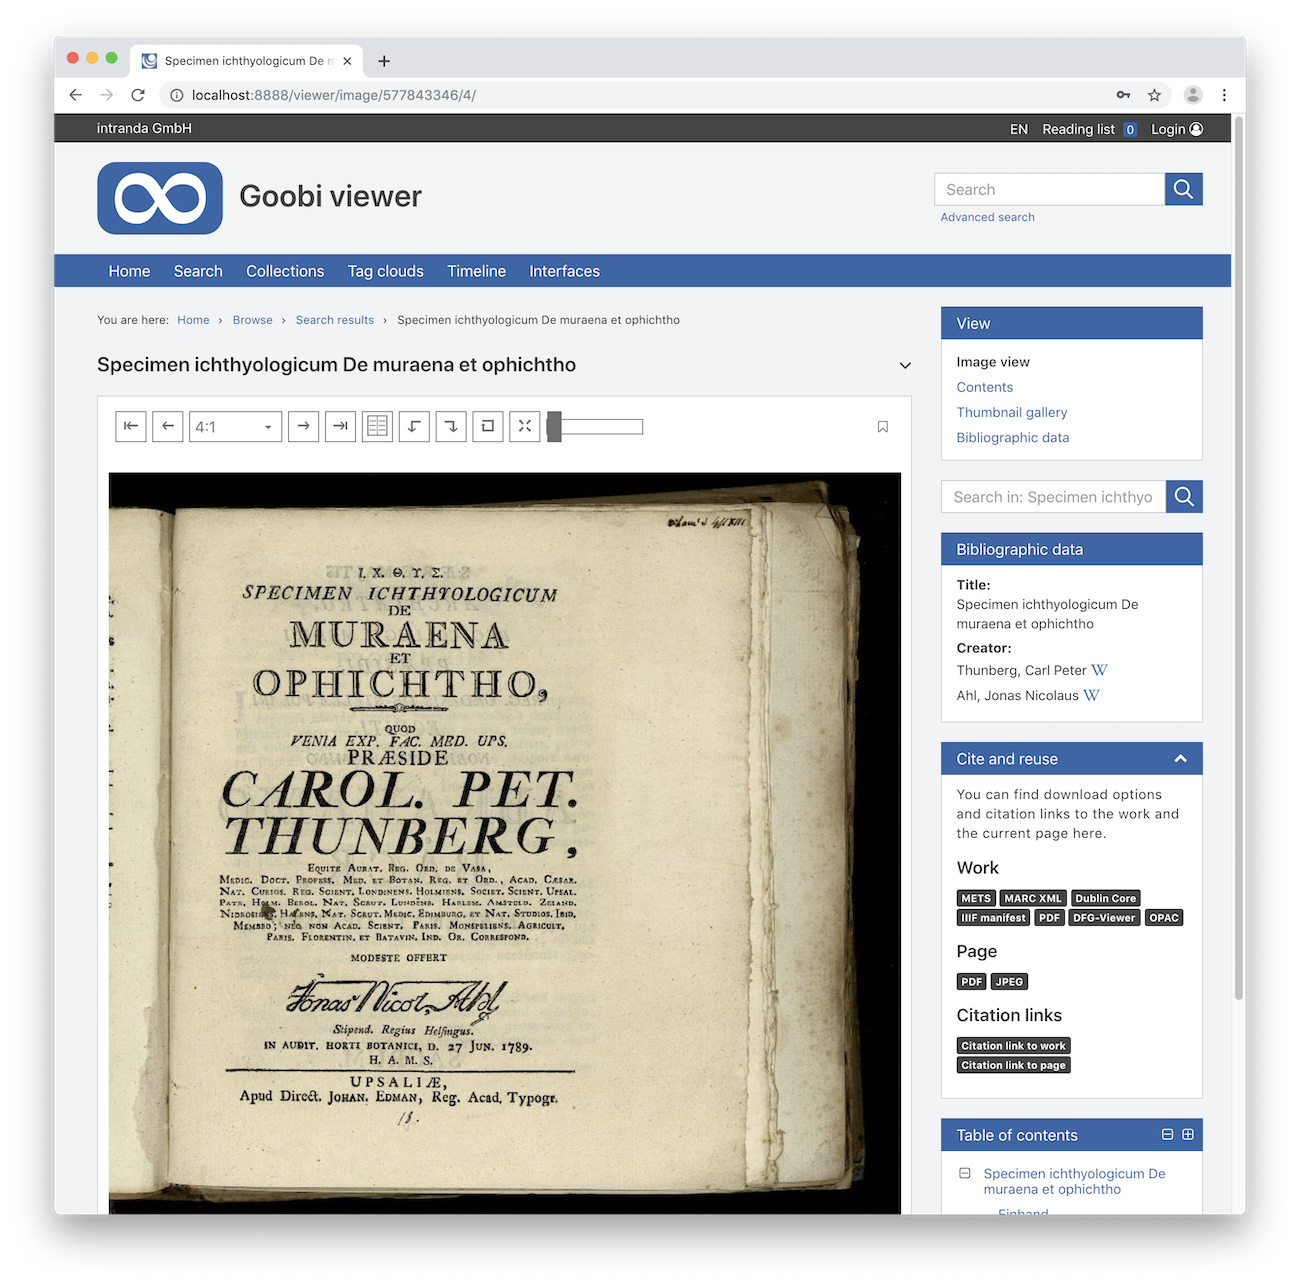 Specimen ichthyologicum De m
localhost:8888/viewer/image/577843346/4/
intranda GmbH
EN Reading list 0 Login
Goobi viewer
Search
Advanced search
Home Search Collections Tag clouds Timeline Interfaces
You are here: Home › Browse › Search results › Specimen ichthyologicum De muraena et ophichtho
Specimen ichthyologicum De muraena et ophichtho
4:1
I. X. Θ. Υ. Σ.
SPECIMEN ICHTHYOLOGICUM
DE
MURAENA
ET
OPHICHTHO,
QUOD
VENIA EXP. FAC. MED. UPS.
PRÆSIDE
CAROL. PET.
THUNBERG,
Equite Aurat. Reg. Ord. de Vasa,
Medic. Doct. Profess. Med. et Botan. Reg. et Ord., Acad. Cæsar.
Nat. Curios. Reg. Scient. Londinens. Holmiens. Societ. Scient. Upsal.
Patr. Holm. Berol. Nat. Scrut. Lundens. Harlem. Amsteld. Zeland.
Nidrosiens. Halens. Nat. Scrut. Medic. Edimburg. et Nat. Studios. Ibid.
Membro; nec non Acad. Scient. Paris. Monspeliens. Agricult.
Paris. Florentin. et Batavin. Ind. Or. Correspond.
MODESTE OFFERT
Jonas Nicol. Ahl
Stipend. Regius Helsingus.
IN AUDIT. HORTI BOTANICI, D. 27 JUN. 1789.
H. A. M. S.
UPSALIÆ,
Apud Direct. Johan. Edman, Reg. Acad. Typogr.
View
Image view
Contents
Thumbnail gallery
Bibliographic data
Search in: Specimen ichthyo
Bibliographic data
Title:
Specimen ichthyologicum De
muraena et ophichtho
Creator:
Thunberg, Carl Peter W
Ahl, Jonas Nicolaus W
Cite and reuse
You can find download options
and citation links to the work and
the current page here.
Work
METS MARC XML Dublin Core
IIIF manifest PDF DFG-Viewer OPAC
Page
PDF JPEG
Citation links
Citation link to work
Citation link to page
Table of contents
Specimen ichthyologicum De
muraena et ophichtho
Einband